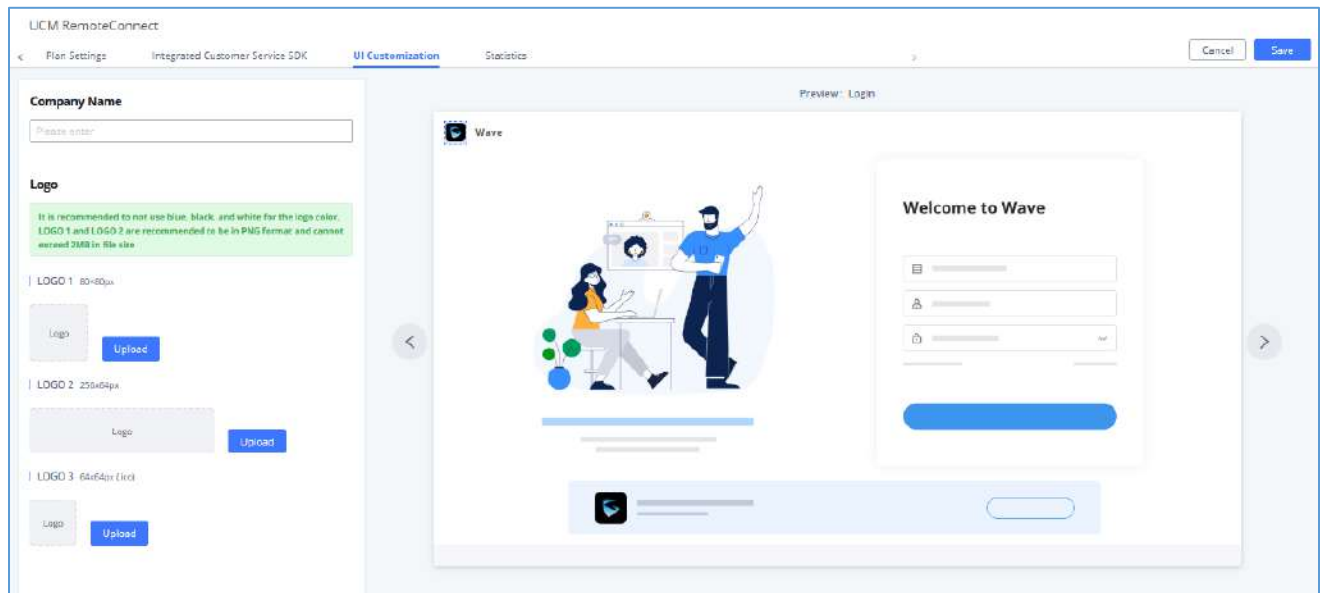 UCM RemoteConnect
Plan Settings Integrated Customer Service SDK UI Customization Statistics Cancel Save
Company Name
Please enter
Logo
It is recommended to not use blue, black, and white for the logo color.
LOGO 1 and LOGO 2 are recommended to be in PNG format and cannot
exceed 2MB in file size
LOGO 1 80×80px
Logo
Upload
LOGO 2 256x64px
Logo
Upload
LOGO 3 64x64px (.ico)
Logo
Upload
Preview: Login
Wave
Welcome to Wave